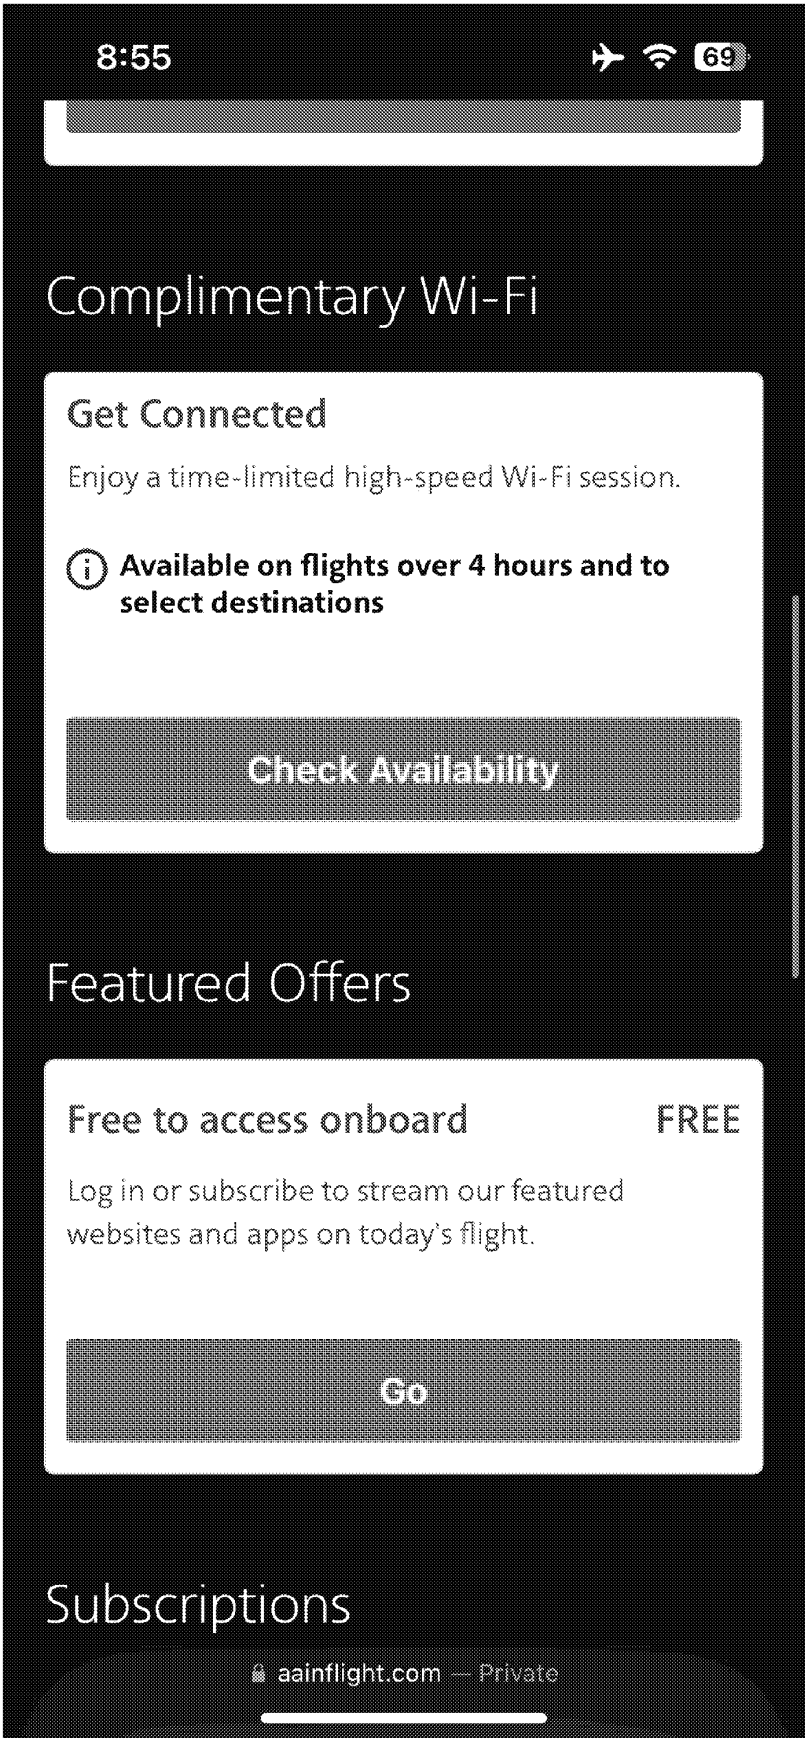 8:55
69
Complimentary Wi-Fi
Get Connected
Enjoy a time-limited high-speed Wi-Fi session.
Available on flights over 4 hours and to
select destinations
Check Availability
Featured Offers
Free to access onboard FREE
Log in or subscribe to stream our featured
websites and apps on today's flight.
Go
Subscriptions
aainflight.com — Private